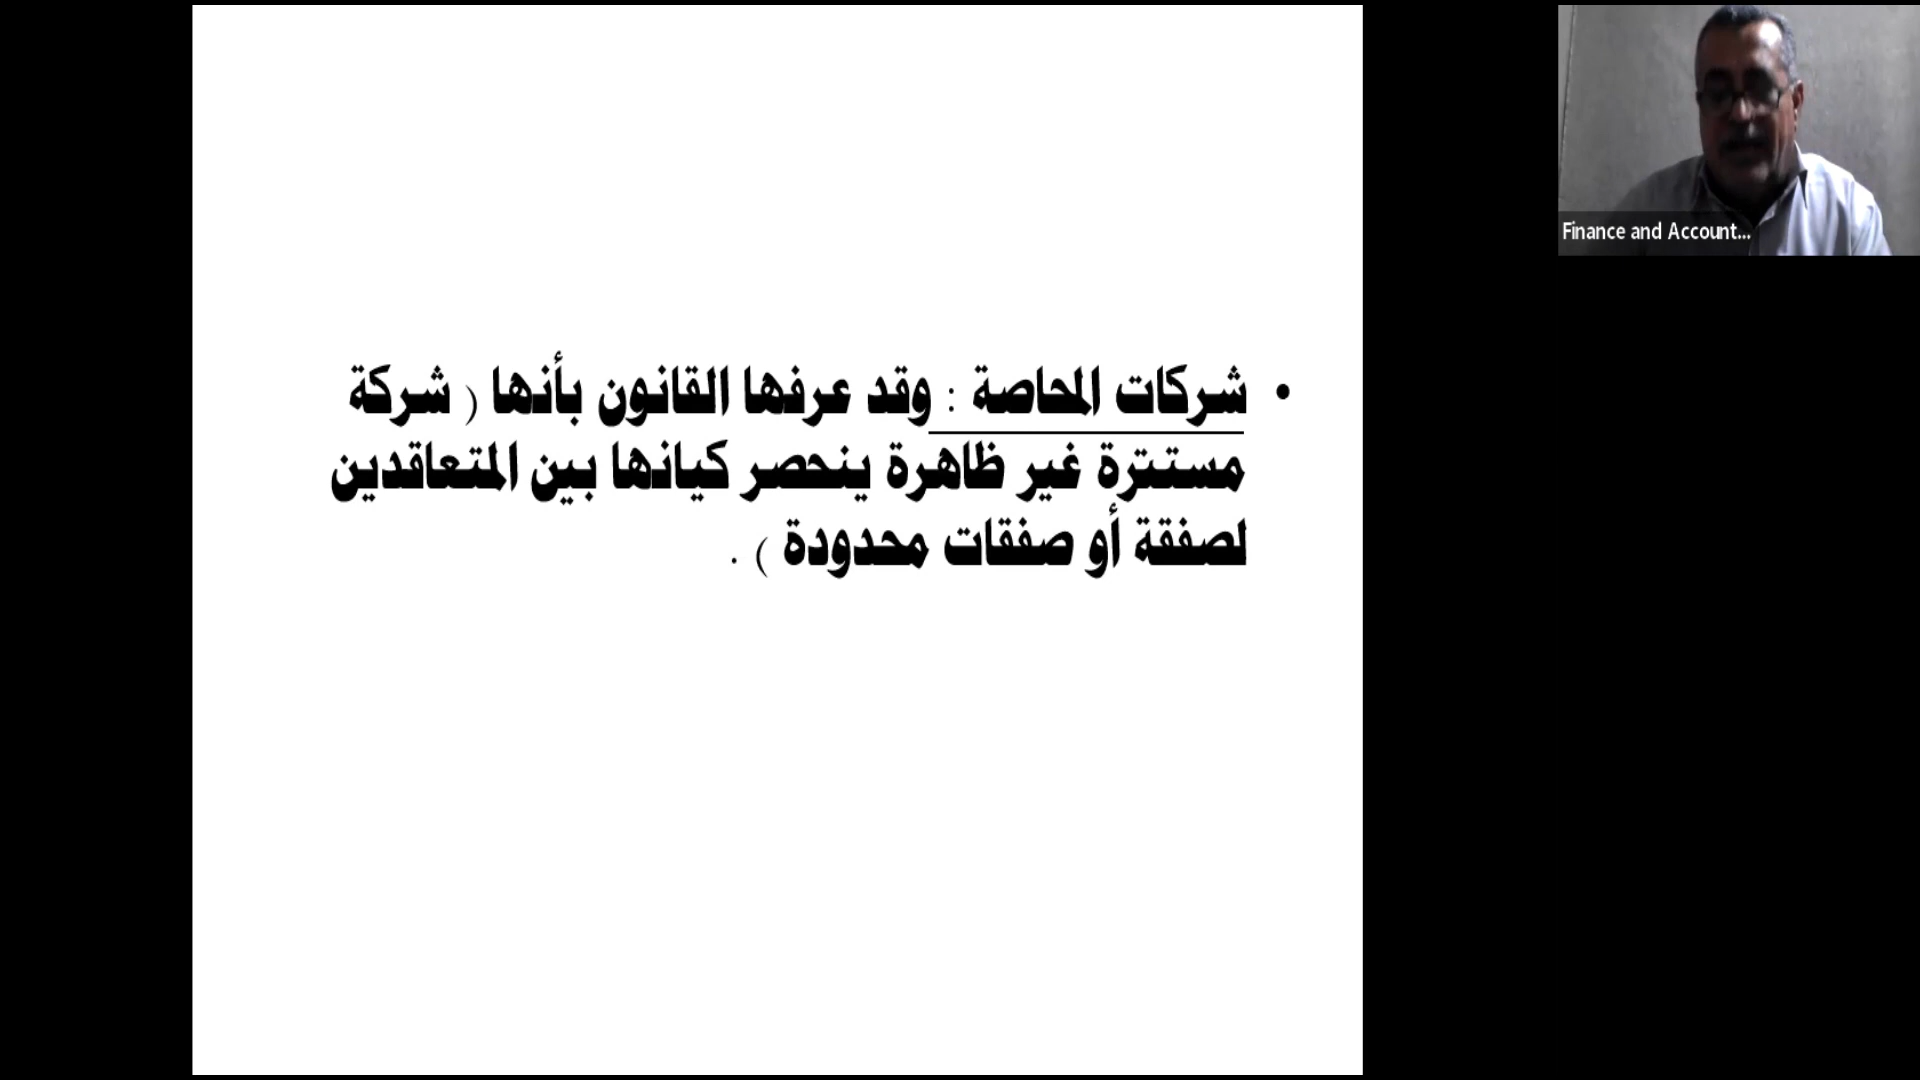 • شركات المحاصة : وقد عرفها القانون بأنها ( شركة
مستترة غير ظاهرة ينحصر كيانها بين المتعاقدين
لصفقة أو صفقات محدودة ) .
Finance and Account...